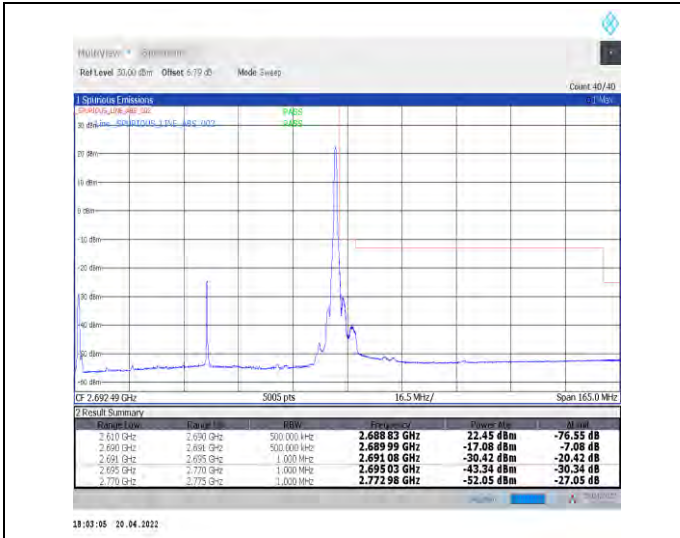 MultiView Spectrum
Ref Level 30.00 dBm Offset 6.79 dB Mode Sweep
Count 40/40
1 Spurious Emissions
SPURIOUS_LINE_ABS_002 PASS
30 dBm Line SPURIOUS_LINE_ABS_002 PASS
20 dBm
10 dBm
0 dBm
-10 dBm
-20 dBm
-30 dBm
-40 dBm
-50 dBm
-60 dBm
CF 2.692 49 GHz 5005 pts 16.5 MHz/ Span 165.0 MHz
2 Result Summary
Range Low Range Up RBW Frequency Power Abs ΔLimit
2.610 GHz 2.690 GHz 500.000 kHz 2.688 83 GHz 22.45 dBm -76.55 dB
2.690 GHz 2.691 GHz 500.000 kHz 2.689 99 GHz -17.08 dBm -7.08 dB
2.691 GHz 2.695 GHz 1.000 MHz 2.691 08 GHz -30.42 dBm -20.42 dB
2.695 GHz 2.770 GHz 1.000 MHz 2.695 03 GHz -43.34 dBm -30.34 dB
2.770 GHz 2.775 GHz 1.000 MHz 2.772 98 GHz -52.05 dBm -27.05 dB
18:03:05 20.04.2022